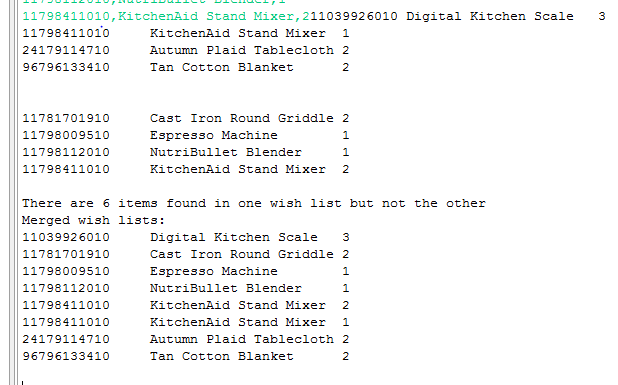 11798411010,KitchenAid Stand Mixer,211039926010 Digital Kitchen Scale 3
11798411010 KitchenAid Stand Mixer 1
24179114710 Autumn Plaid Tablecloth 2
96796133410 Tan Cotton Blanket 2
11781701910 Cast Iron Round Griddle 2
11798009510 Espresso Machine 1
11798112010 NutriBullet Blender 1
11798411010 KitchenAid Stand Mixer 2
There are 6 items found in one wish list but not the other
Merged wish lists:
11039926010 Digital Kitchen Scale 3
11781701910 Cast Iron Round Griddle 2
11798009510 Espresso Machine 1
11798112010 NutriBullet Blender 1
11798411010 KitchenAid Stand Mixer 2
11798411010 KitchenAid Stand Mixer 1
24179114710 Autumn Plaid Tablecloth 2
96796133410 Tan Cotton Blanket 2